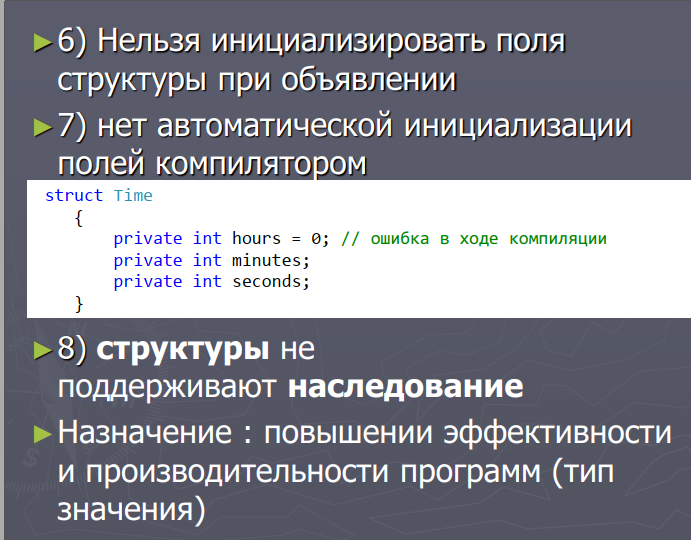 ►6) Нельзя инициализировать поля
структуры при объявлении
►7) нет автоматической инициализации
полей компилятором
struct Time
{
private int hours = 0; // ошибка в ходе компиляции
private int minutes;
private int seconds;
}
►8) структуры не
поддерживают наследование
►Назначение : повышении эффективности
и производительности программ (тип
значения)